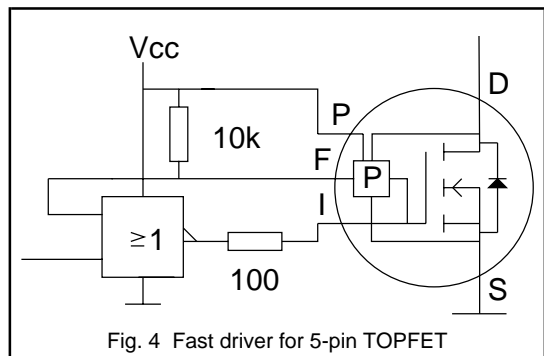 Vcc
D
P
10k
F
P
I
≥1
100
S
Fig. 4 Fast driver for 5-pin TOPFET